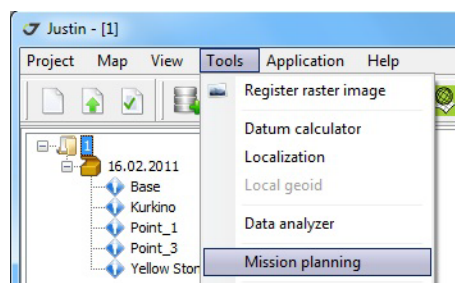 Justin - [1]
Project Map View Tools Application Help
Register raster image
Datum calculator
Localization
Local geoid
Data analyzer
Mission planning
1
16.02.2011
Base
Kurkino
Point_1
Point_3
Yellow Ston